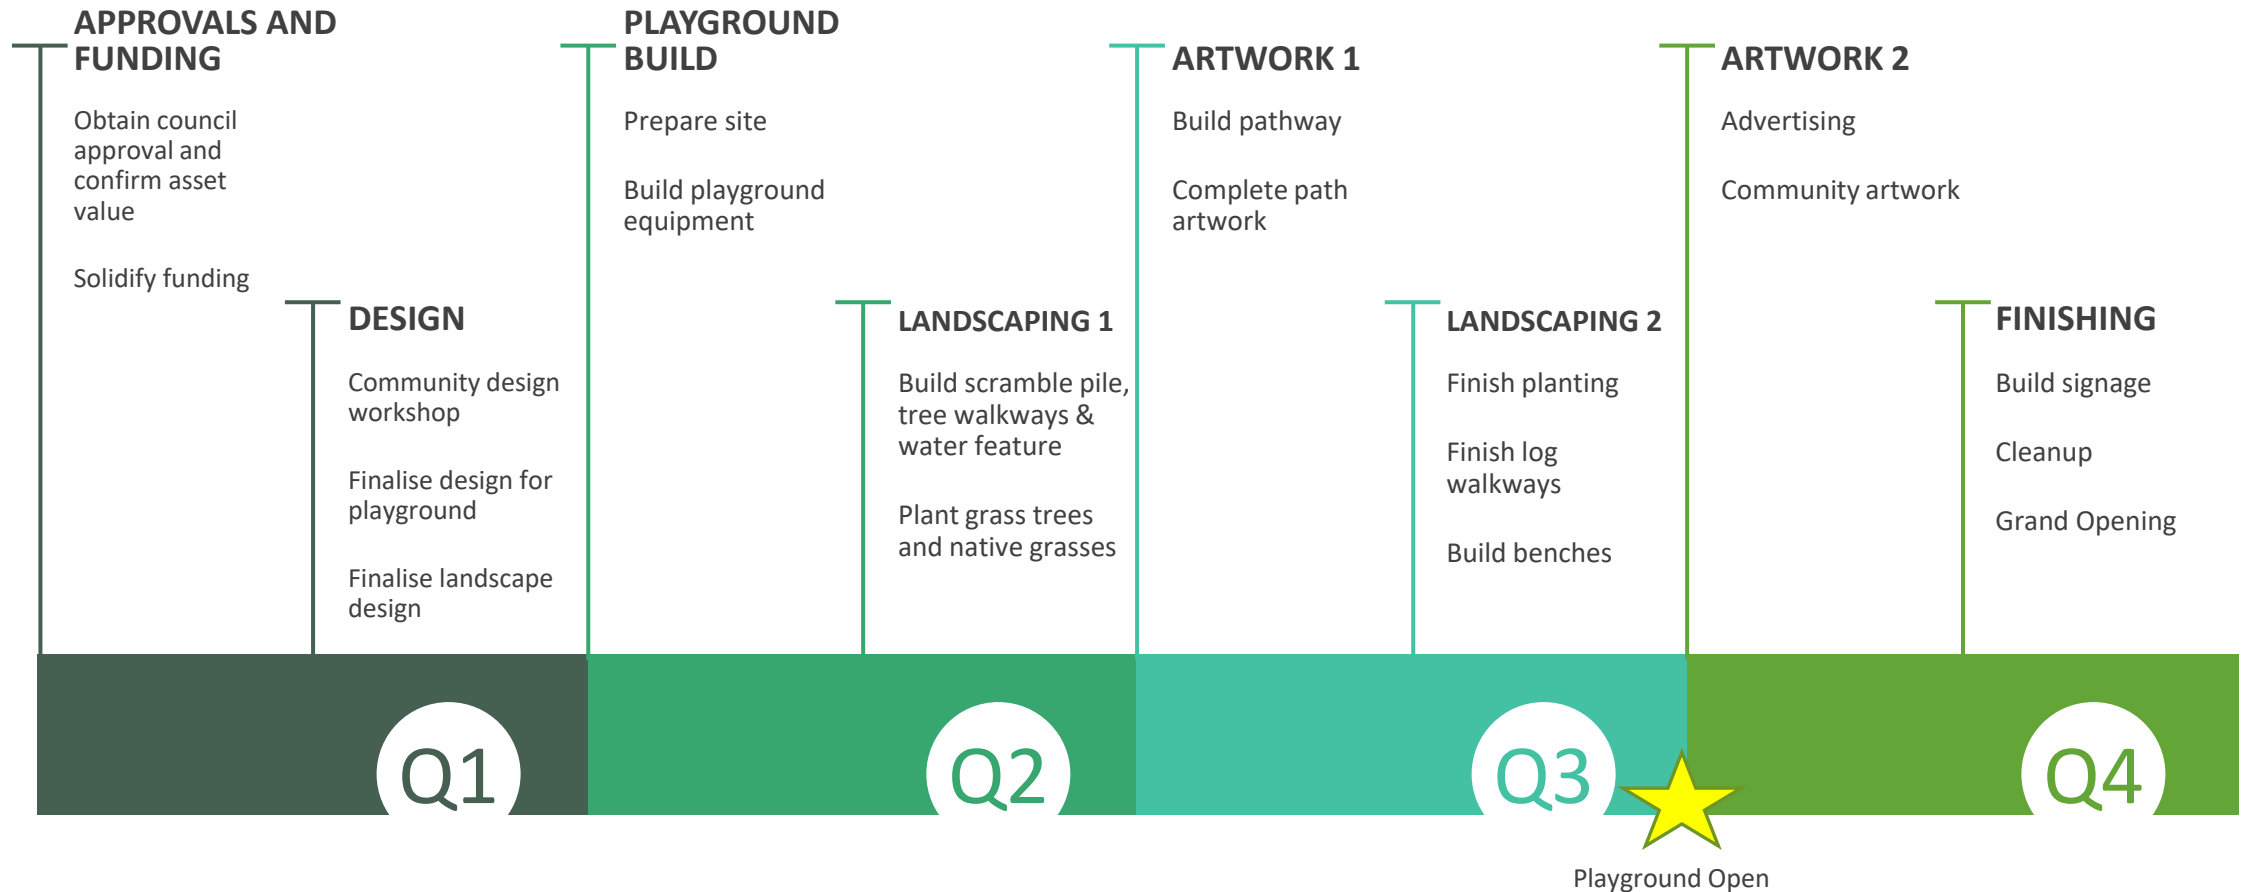 APPROVALS AND
FUNDING
Obtain council
approval and
confirm asset
value
Solidify funding
DESIGN
Community design
workshop
Finalise design for
playground
Finalise landscape
design
PLAYGROUND
BUILD
Prepare site
Build playground
equipment
LANDSCAPING 1
Build scramble pile,
tree walkways &
water feature
Plant grass trees
and native grasses
ARTWORK 1
Build pathway
Complete path
artwork
LANDSCAPING 2
Finish planting
Finish log
walkways
Build benches
ARTWORK 2
Advertising
Community artwork
FINISHING
Build signage
Cleanup
Grand Opening
Q1
Q2
Q3
Q4
Playground Open